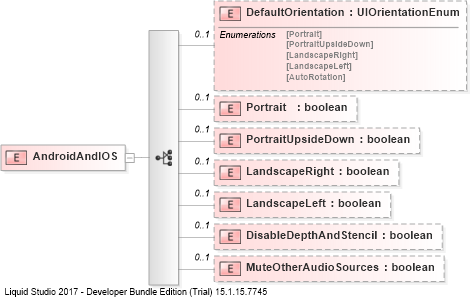 E DefaultOrientation : UIOrientationEnum
0..1
Enumerations [Portrait]
[PortraitUpsideDown]
[LandscapeRight]
[LandscapeLeft]
[AutoRotation]
0..1
E Portrait : boolean
0..1
E PortraitUpsideDown : boolean
E AndroidAndIOS
0..1
E LandscapeRight : boolean
0..1
E LandscapeLeft : boolean
0..1
E DisableDepthAndStencil : boolean
0..1
E MuteOtherAudioSources : boolean
Liquid Studio 2017 - Developer Bundle Edition (Trial) 15.1.15.7745